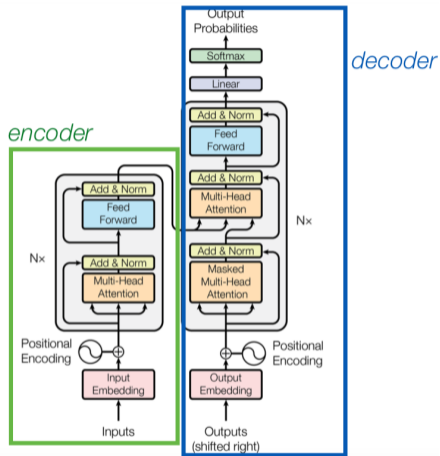 encoder
Add & Norm
Feed
Forward
Nx
Add & Norm
Multi-Head
Attention
Positional
Encoding
Input
Embedding
Inputs
decoder
Output
Probabilities
Softmax
Linear
Add & Norm
Feed
Forward
Add & Norm
Multi-Head
Attention
Nx
Add & Norm
Masked
Multi-Head
Attention
Positional
Encoding
Output
Embedding
Outputs
(shifted right)